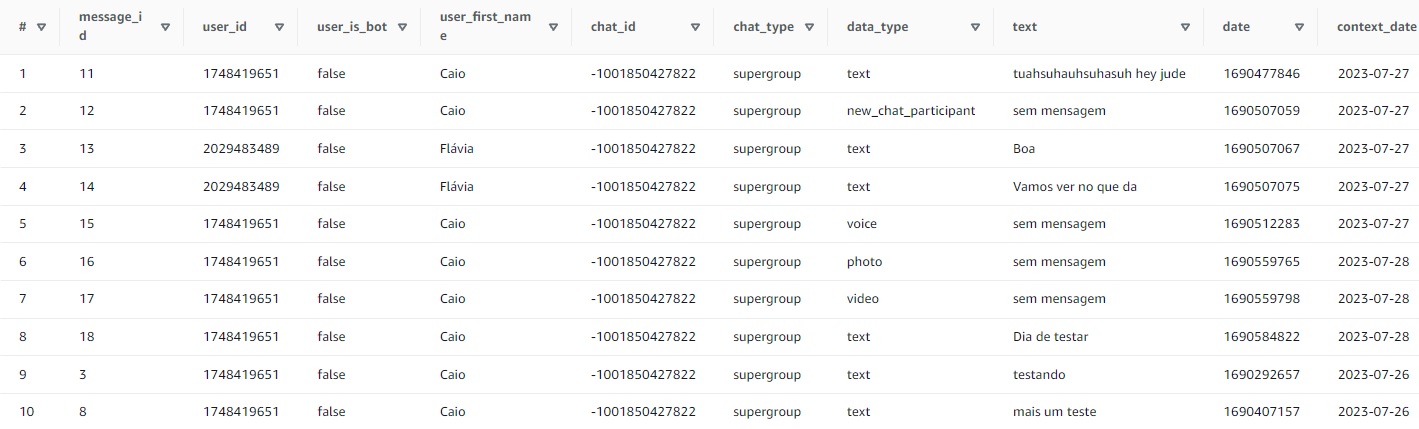 # message_id user_id user_is_bot user_first_name chat_id chat_type data_type text date context_date
1 11 1748419651 false Caio -1001850427822 supergroup text tuahsuhauhsuhasuh hey jude 1690477846 2023-07-27
2 12 1748419651 false Caio -1001850427822 supergroup new_chat_participant sem mensagem 1690507059 2023-07-27
3 13 2029483489 false Flávia -1001850427822 supergroup text Boa 1690507067 2023-07-27
4 14 2029483489 false Flávia -1001850427822 supergroup text Vamos ver no que da 1690507075 2023-07-27
5 15 1748419651 false Caio -1001850427822 supergroup voice sem mensagem 1690512283 2023-07-27
6 16 1748419651 false Caio -1001850427822 supergroup photo sem mensagem 1690559765 2023-07-28
7 17 1748419651 false Caio -1001850427822 supergroup video sem mensagem 1690559798 2023-07-28
8 18 1748419651 false Caio -1001850427822 supergroup text Dia de testar 1690584822 2023-07-28
9 3 1748419651 false Caio -1001850427822 supergroup text testando 1690292657 2023-07-26
10 8 1748419651 false Caio -1001850427822 supergroup text mais um teste 1690407157 2023-07-26